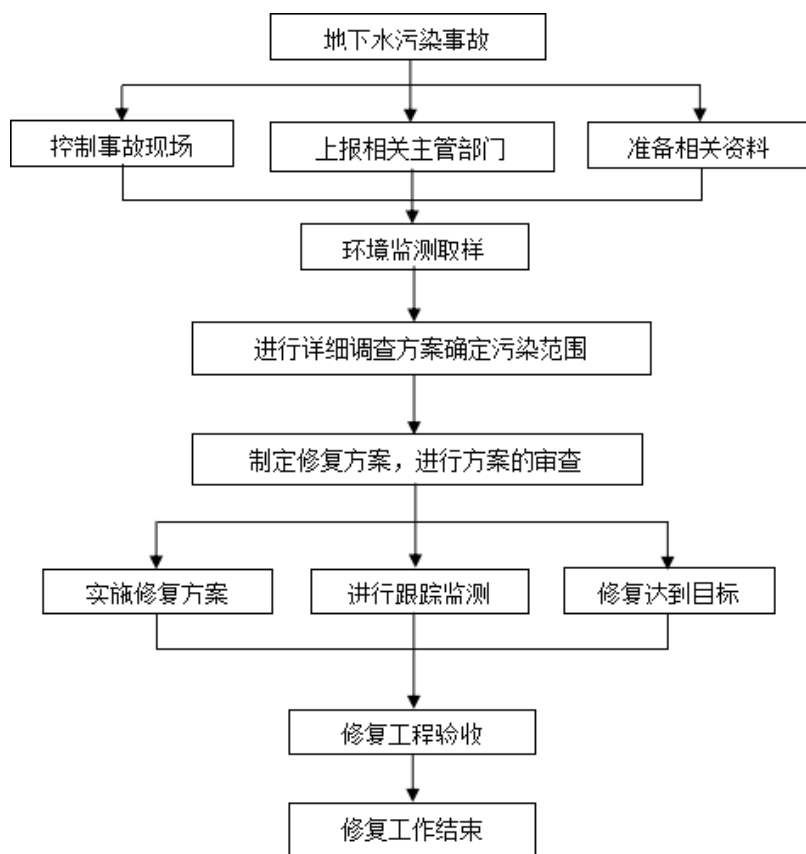 地下水污染事故
控制事故现场
上报相关主管部门
准备相关资料
环境监测取样
进行详细调查方案确定污染范围
制定修复方案，进行方案的审查
实施修复方案
进行跟踪监测
修复达到目标
修复工程验收
修复工作结束